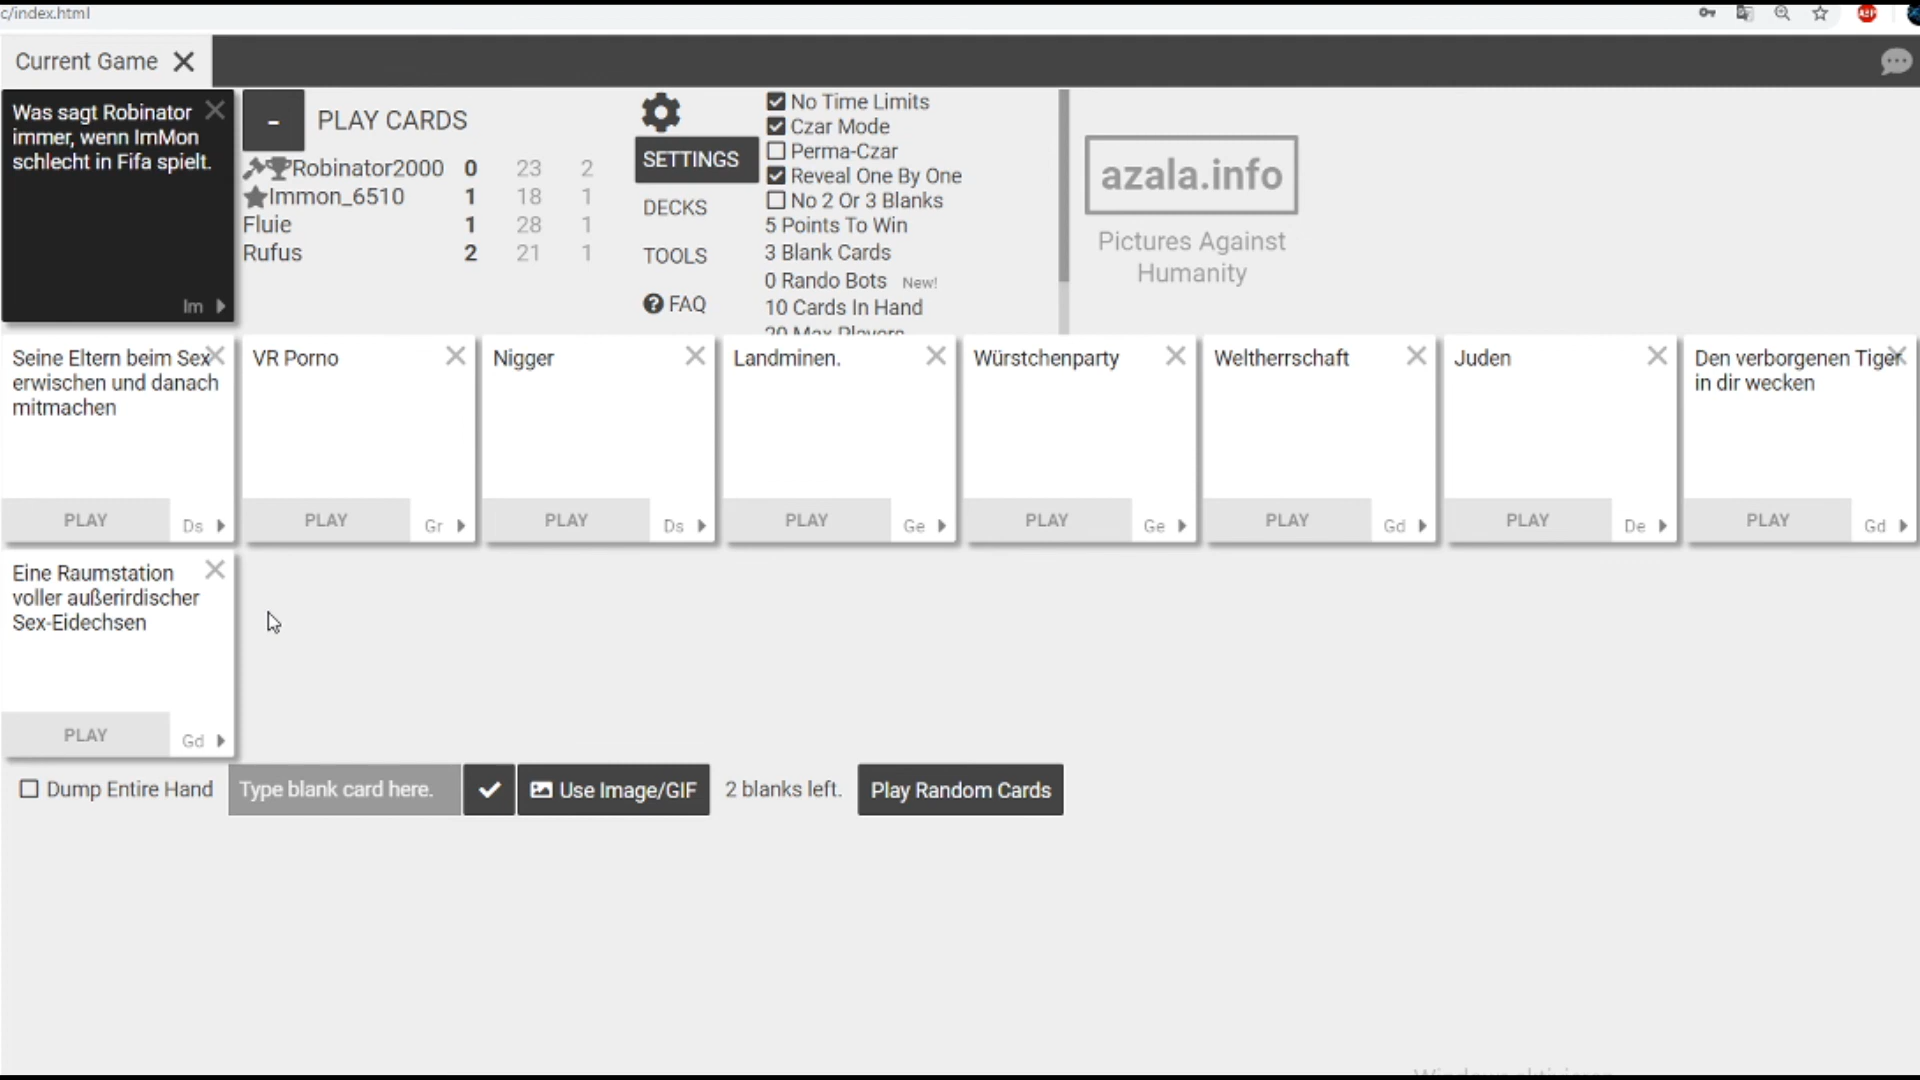 c/index.html
Current Game
Was sagt Robinator
immer, wenn ImMon
schlecht in Fifa spielt.
Im
-
PLAY CARDS
Robinator2000 0 23 2
Immon_6510 1 18 1
Fluie 1 28 1
Rufus 2 21 1
SETTINGS
DECKS
TOOLS
FAQ
No Time Limits
Czar Mode
Perma-Czar
Reveal One By One
No 2 Or 3 Blanks
5 Points To Win
3 Blank Cards
0 Rando Bots New!
10 Cards In Hand
20 Max Players
azala.info
Pictures Against
Humanity
Seine Eltern beim Sex
erwischen und danach
mitmachen
PLAY Ds
VR Porno
PLAY Gr
Nigger
PLAY Ds
Landminen.
PLAY Ge
Würstchenparty
PLAY Ge
Weltherrschaft
PLAY Gd
Juden
PLAY De
Den verborgenen Tiger
in dir wecken
PLAY Gd
Eine Raumstation
voller außerirdischer
Sex-Eidechsen
PLAY Gd
Dump Entire Hand
Type blank card here.
Use Image/GIF
2 blanks left.
Play Random Cards
Windows aktivieren